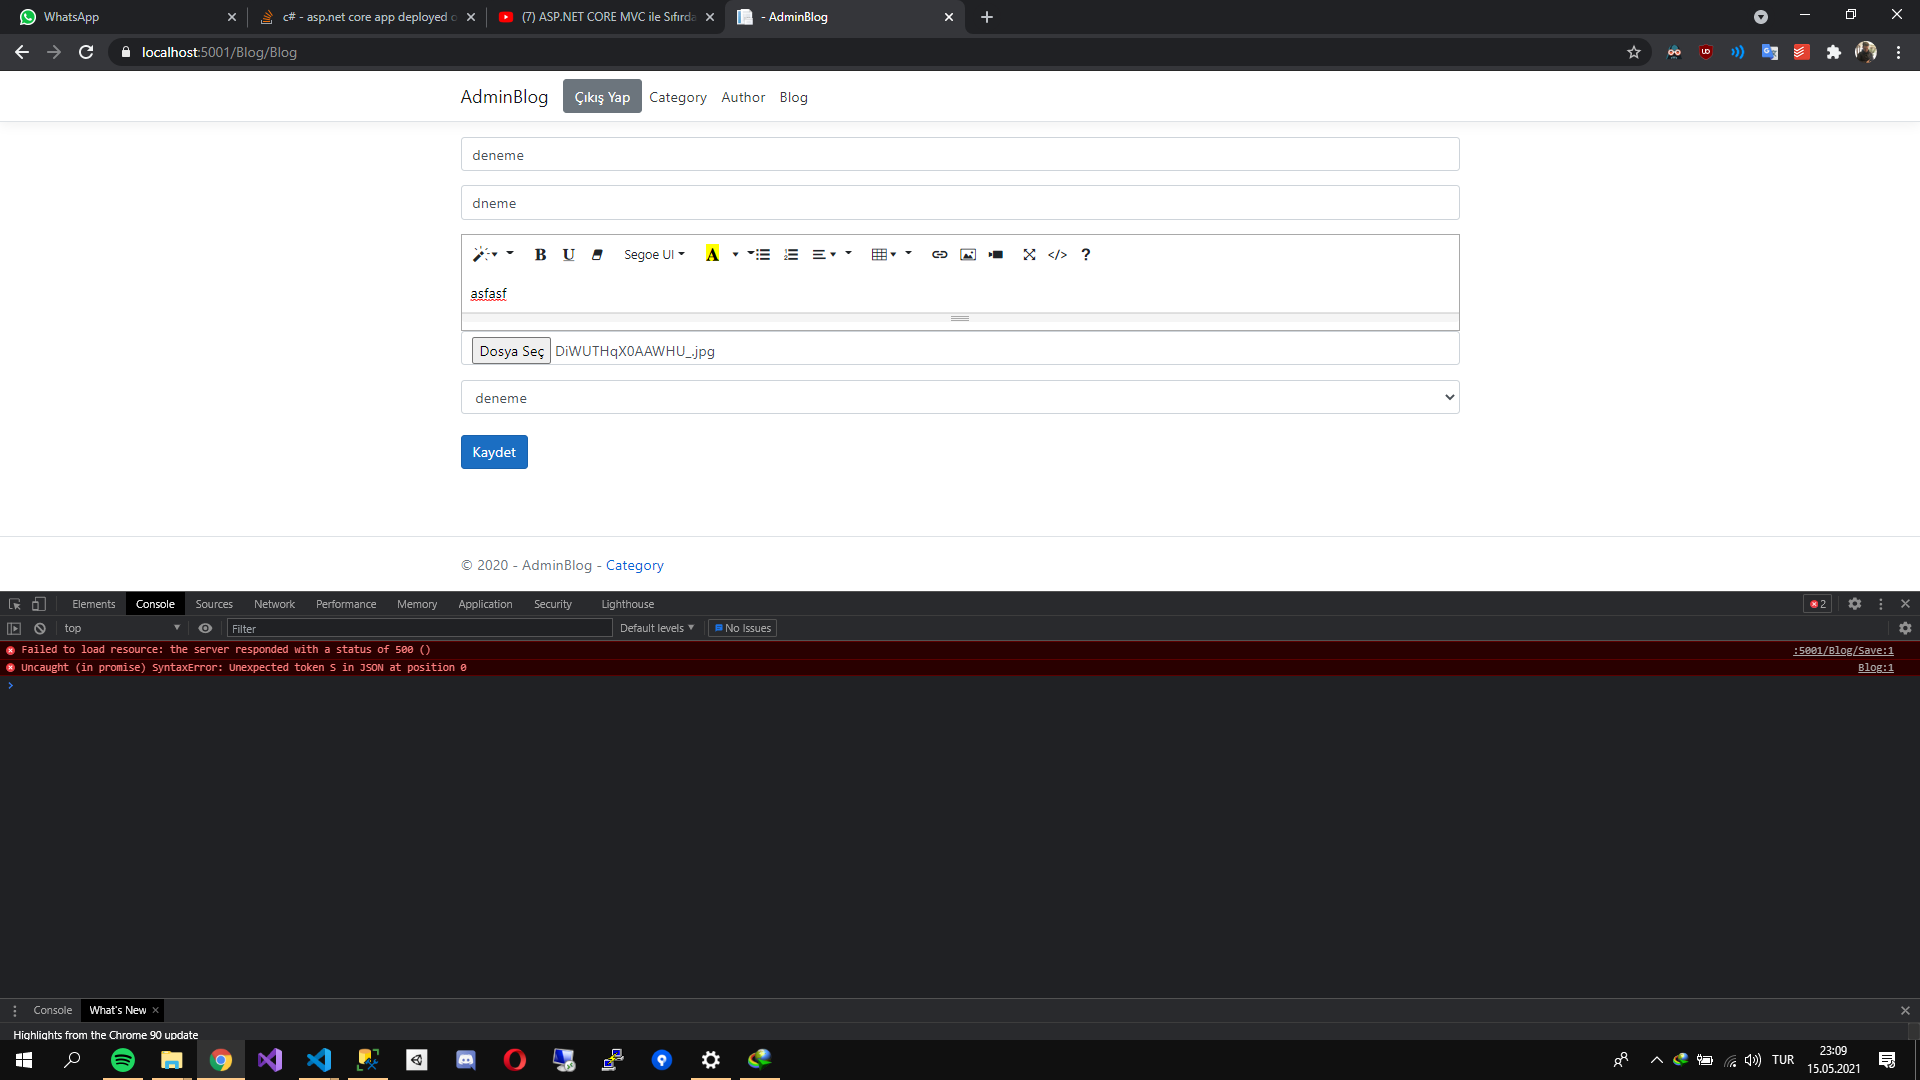 WhatsApp
c# - asp.net core app deployed o
(7) ASP.NET CORE MVC ile Sıfırda
- AdminBlog
localhost:5001/Blog/Blog
AdminBlog Çıkış Yap Category Author Blog
deneme
dneme
B U Segoe UI A </> ?
asfasf
Dosya Seç DiWUTHqX0AAWHU_.jpg
deneme
Kaydet
© 2020 - AdminBlog - Category
Elements Console Sources Network Performance Memory Application Security Lighthouse 2
top Filter Default levels No Issues
Failed to load resource: the server responded with a status of 500 () :5001/Blog/Save:1
Uncaught (in promise) SyntaxError: Unexpected token S in JSON at position 0 Blog:1
Console What's New
Highlights from the Chrome 90 update
TUR
23:09
15.05.2021